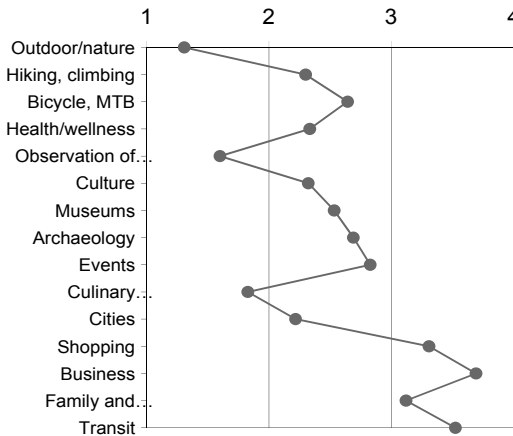 1 2 3 4
Outdoor/nature
Hiking, climbing
Bicycle, MTB
Health/wellness
Observation of…
Culture
Museums
Archaeology
Events
Culinary…
Cities
Shopping
Business
Family and…
Transit